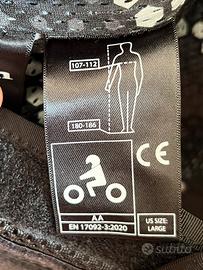 107-112
180-186
CE
AA
EN 17092-3:2020
US SIZE:
LARGE
subito